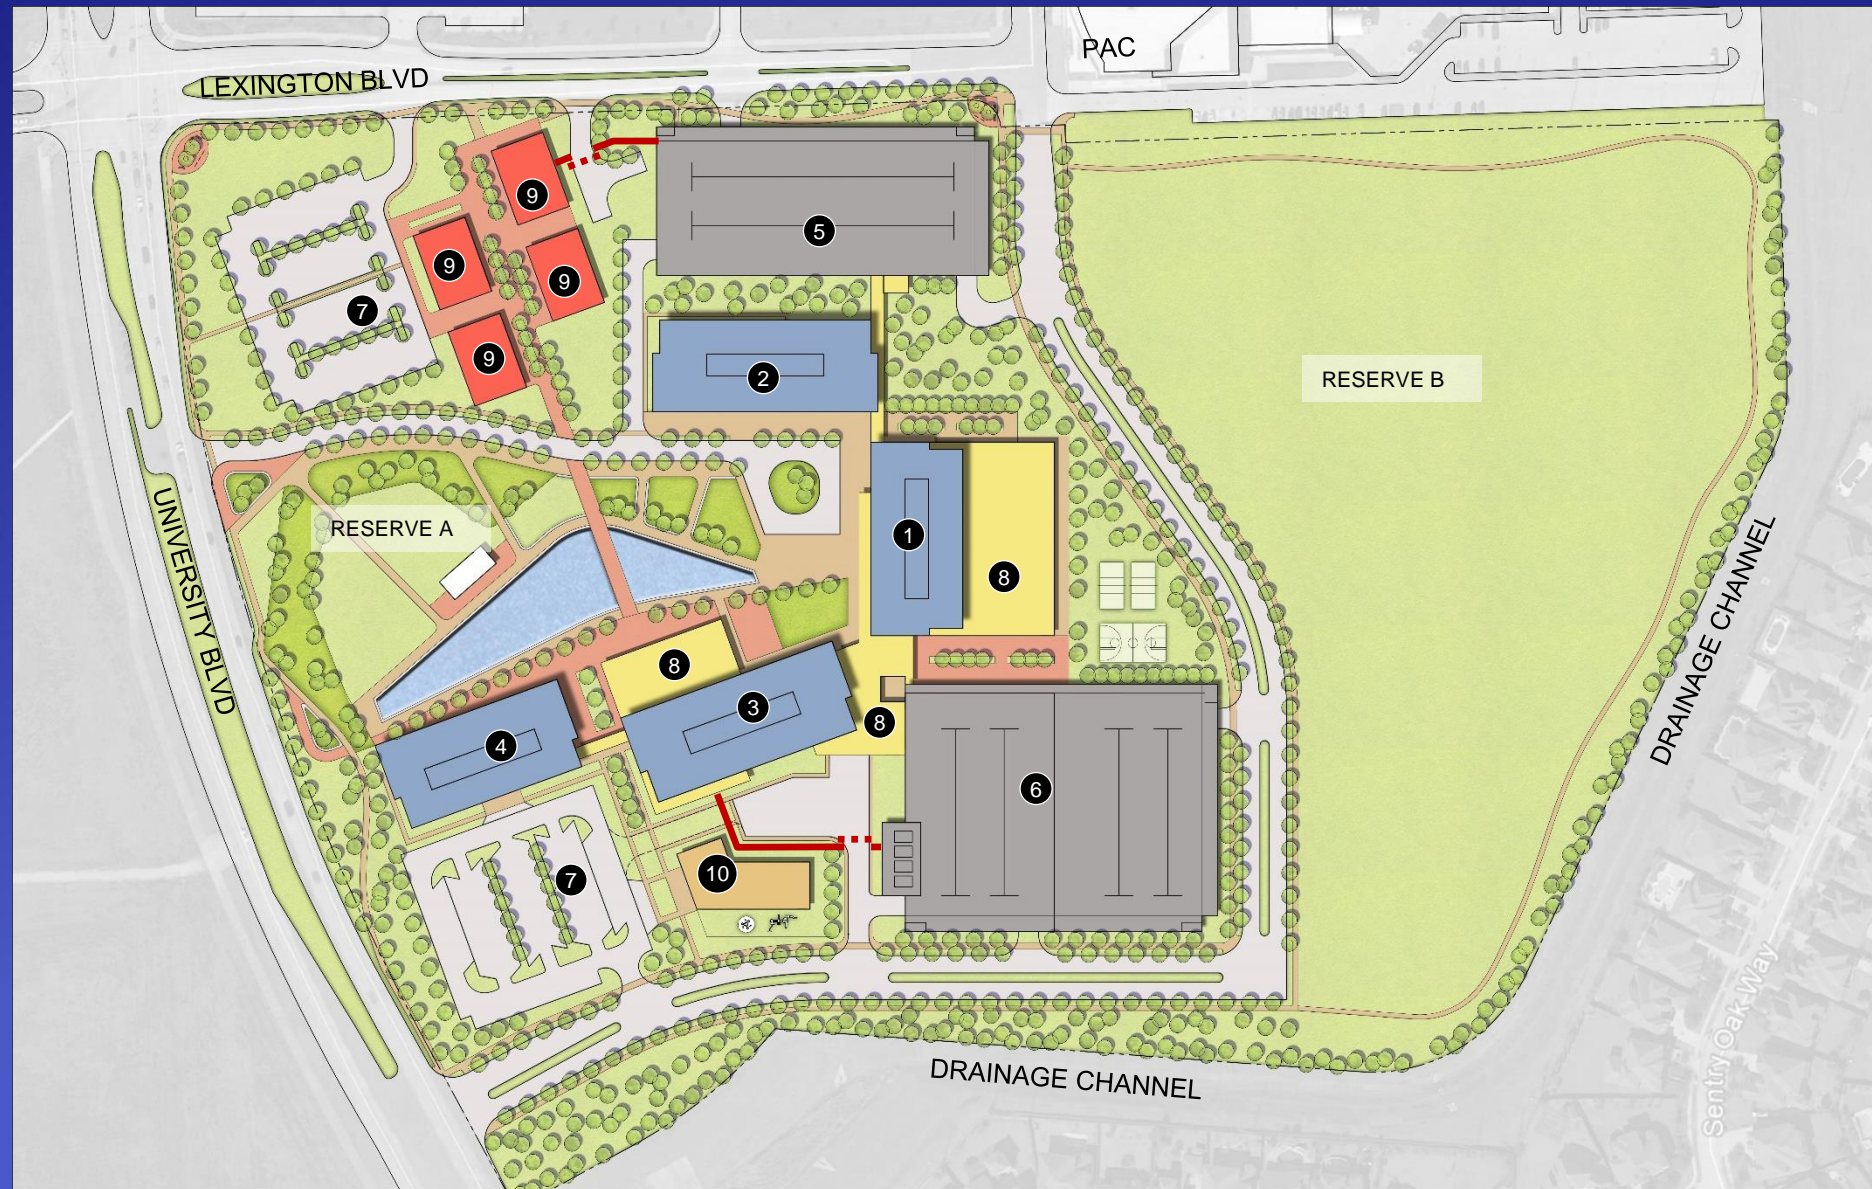 PAC
LEXINGTON BLVD
9
5
9
9
7
2
9
RESERVE B
UNIVERSITY BLVD
RESERVE A
1
8
DRAINAGE CHANNEL
8
3
8
4
6
10
7
Sentry Oak Way
DRAINAGE CHANNEL